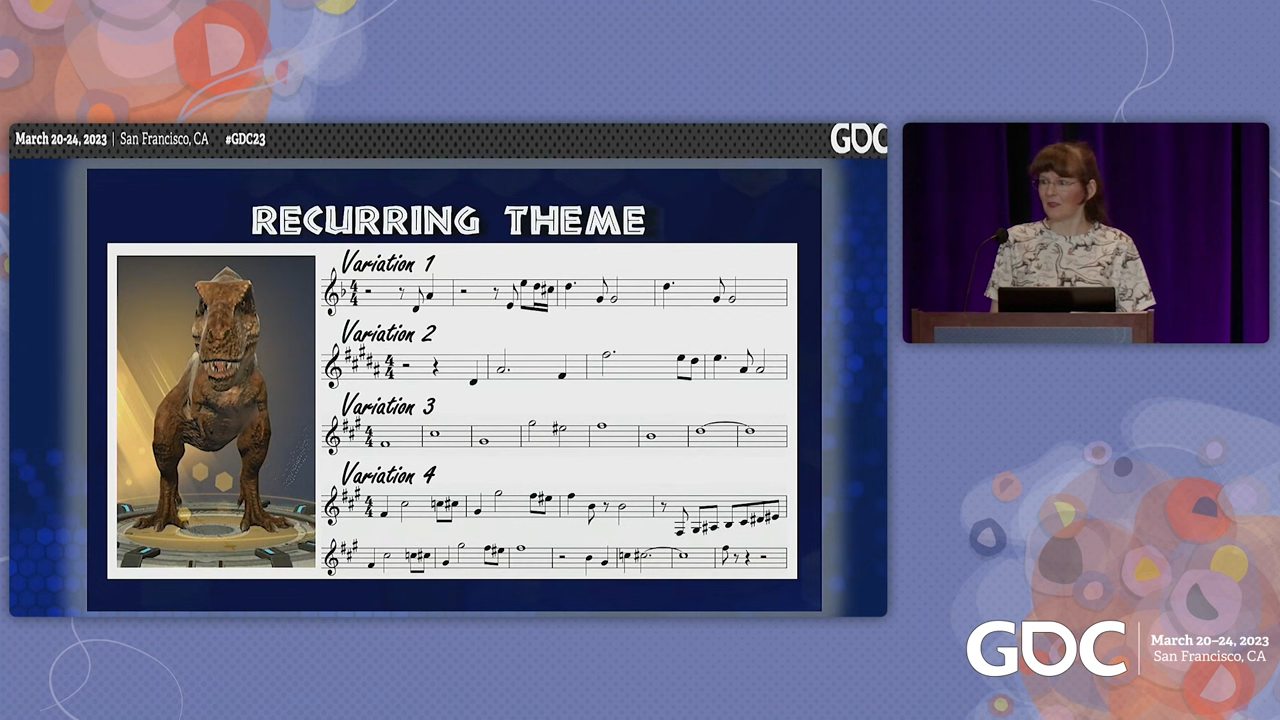 March 20-24, 2023 | San Francisco, CA #GDC23
GDC
RECURRING THEME
Variation 1
Variation 2
Variation 3
Variation 4
GDC
March 20–24, 2023
San Francisco, CA